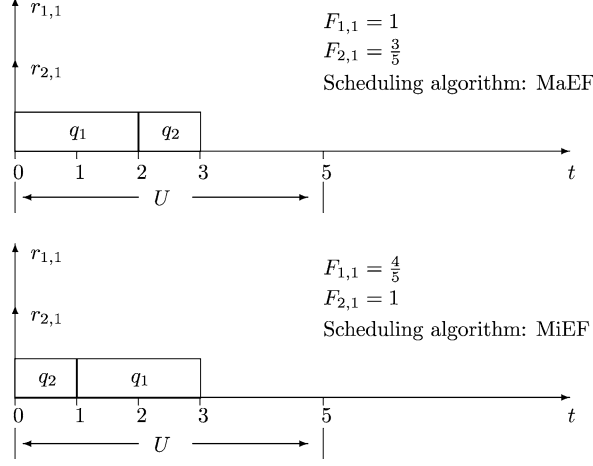 r_{1,1}
F_{1,1} = 1
r_{2,1}
F_{2,1} = \frac{3}{5}
Scheduling algorithm: MaEF
q_1 q_2
0 1 2 3 5 t
U
r_{1,1}
F_{1,1} = \frac{4}{5}
r_{2,1}
F_{2,1} = 1
Scheduling algorithm: MiEF
q_2 q_1
0 1 2 3 5 t
U